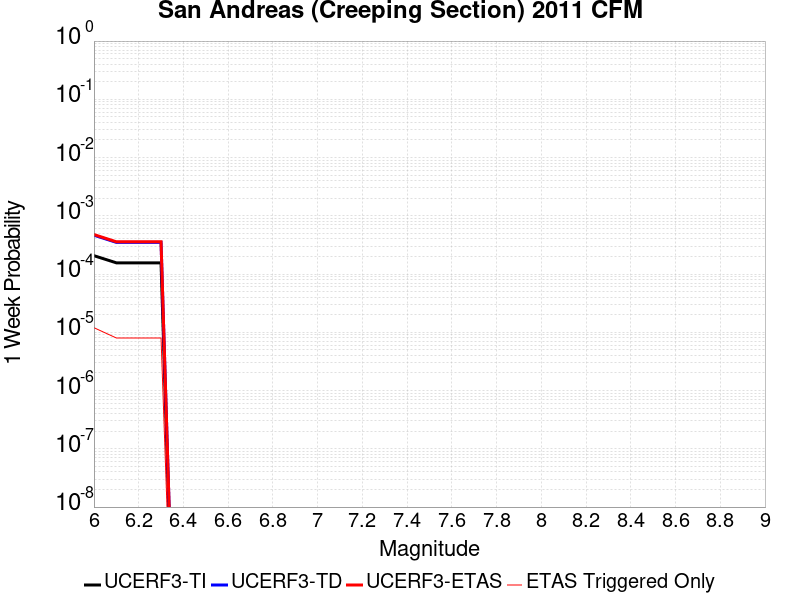 San Andreas (Creeping Section) 2011 CFM
1 Week Probability
10^0
10^-1
10^-2
10^-3
10^-4
10^-5
10^-6
10^-7
10^-8
6 6.2 6.4 6.6 6.8 7 7.2 7.4 7.6 7.8 8 8.2 8.4 8.6 8.8 9
Magnitude
UCERF3-TI UCERF3-TD UCERF3-ETAS ETAS Triggered Only